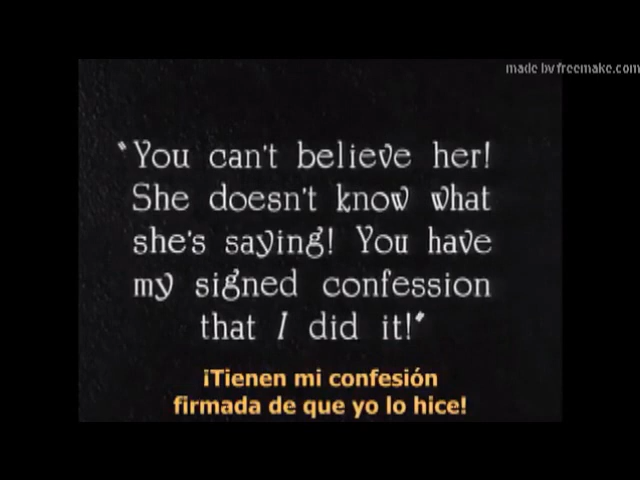 made by freemake.com
"You can't believe her!
She doesn't know what
she's saying! You have
my signed confession
that I did it!"
¡Tienen mi confesión
firmada de que yo lo hice!